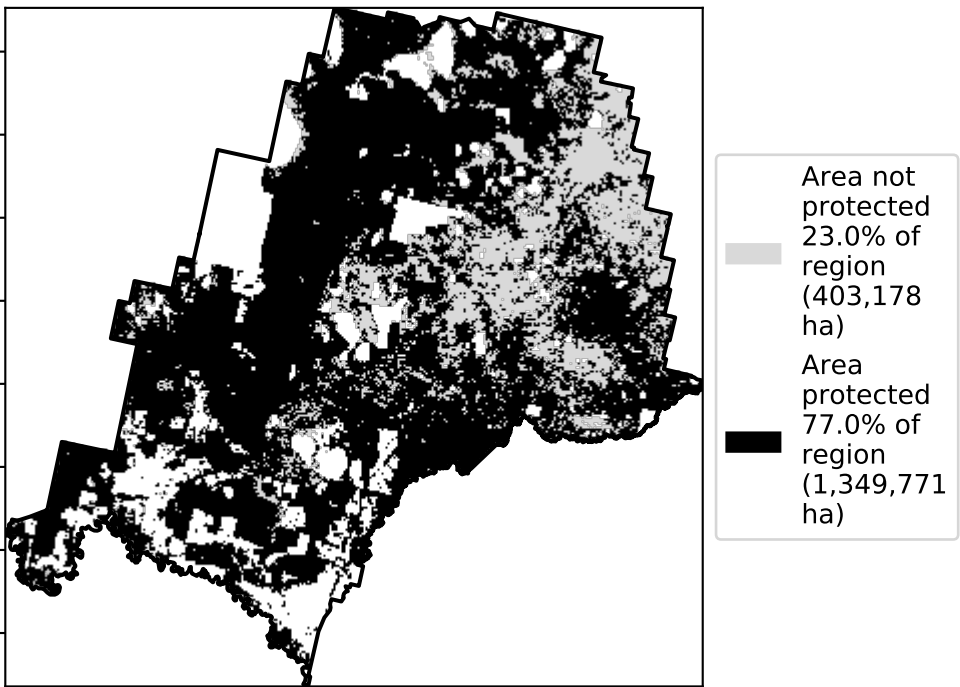 Area not
protected
23.0% of
region
(403,178
ha)
Area
protected
77.0% of
region
(1,349,771
ha)